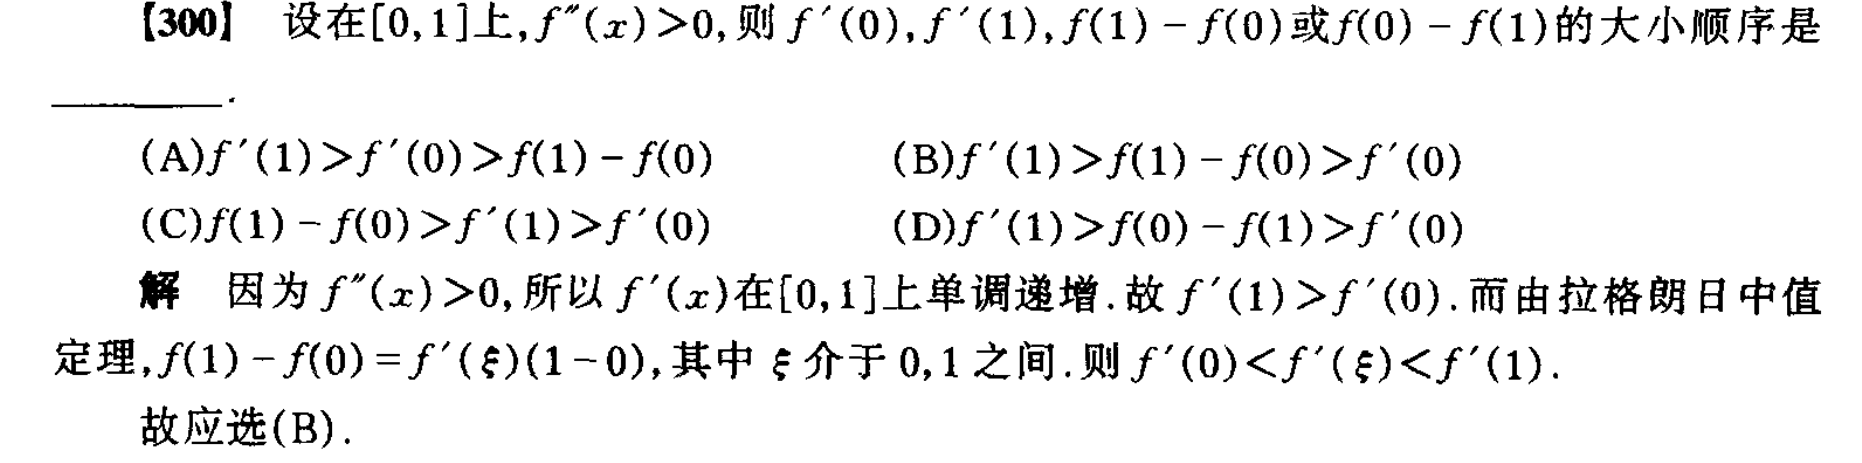 【300】 设在[0,1]上,f″(x)>0,则 f′(0),f′(1),f(1)-f(0)或f(0)-f(1)的大小顺序是
________.
(A)f′(1)>f′(0)>f(1)-f(0) (B)f′(1)>f(1)-f(0)>f′(0)
(C)f(1)-f(0)>f′(1)>f′(0) (D)f′(1)>f(0)-f(1)>f′(0)
解 因为 f″(x)>0,所以 f′(x)在[0,1]上单调递增.故 f′(1)>f′(0).而由拉格朗日中值
定理,f(1)-f(0)=f′(ξ)(1-0),其中 ξ 介于 0,1 之间.则 f′(0)<f′(ξ)<f′(1).
故应选(B).